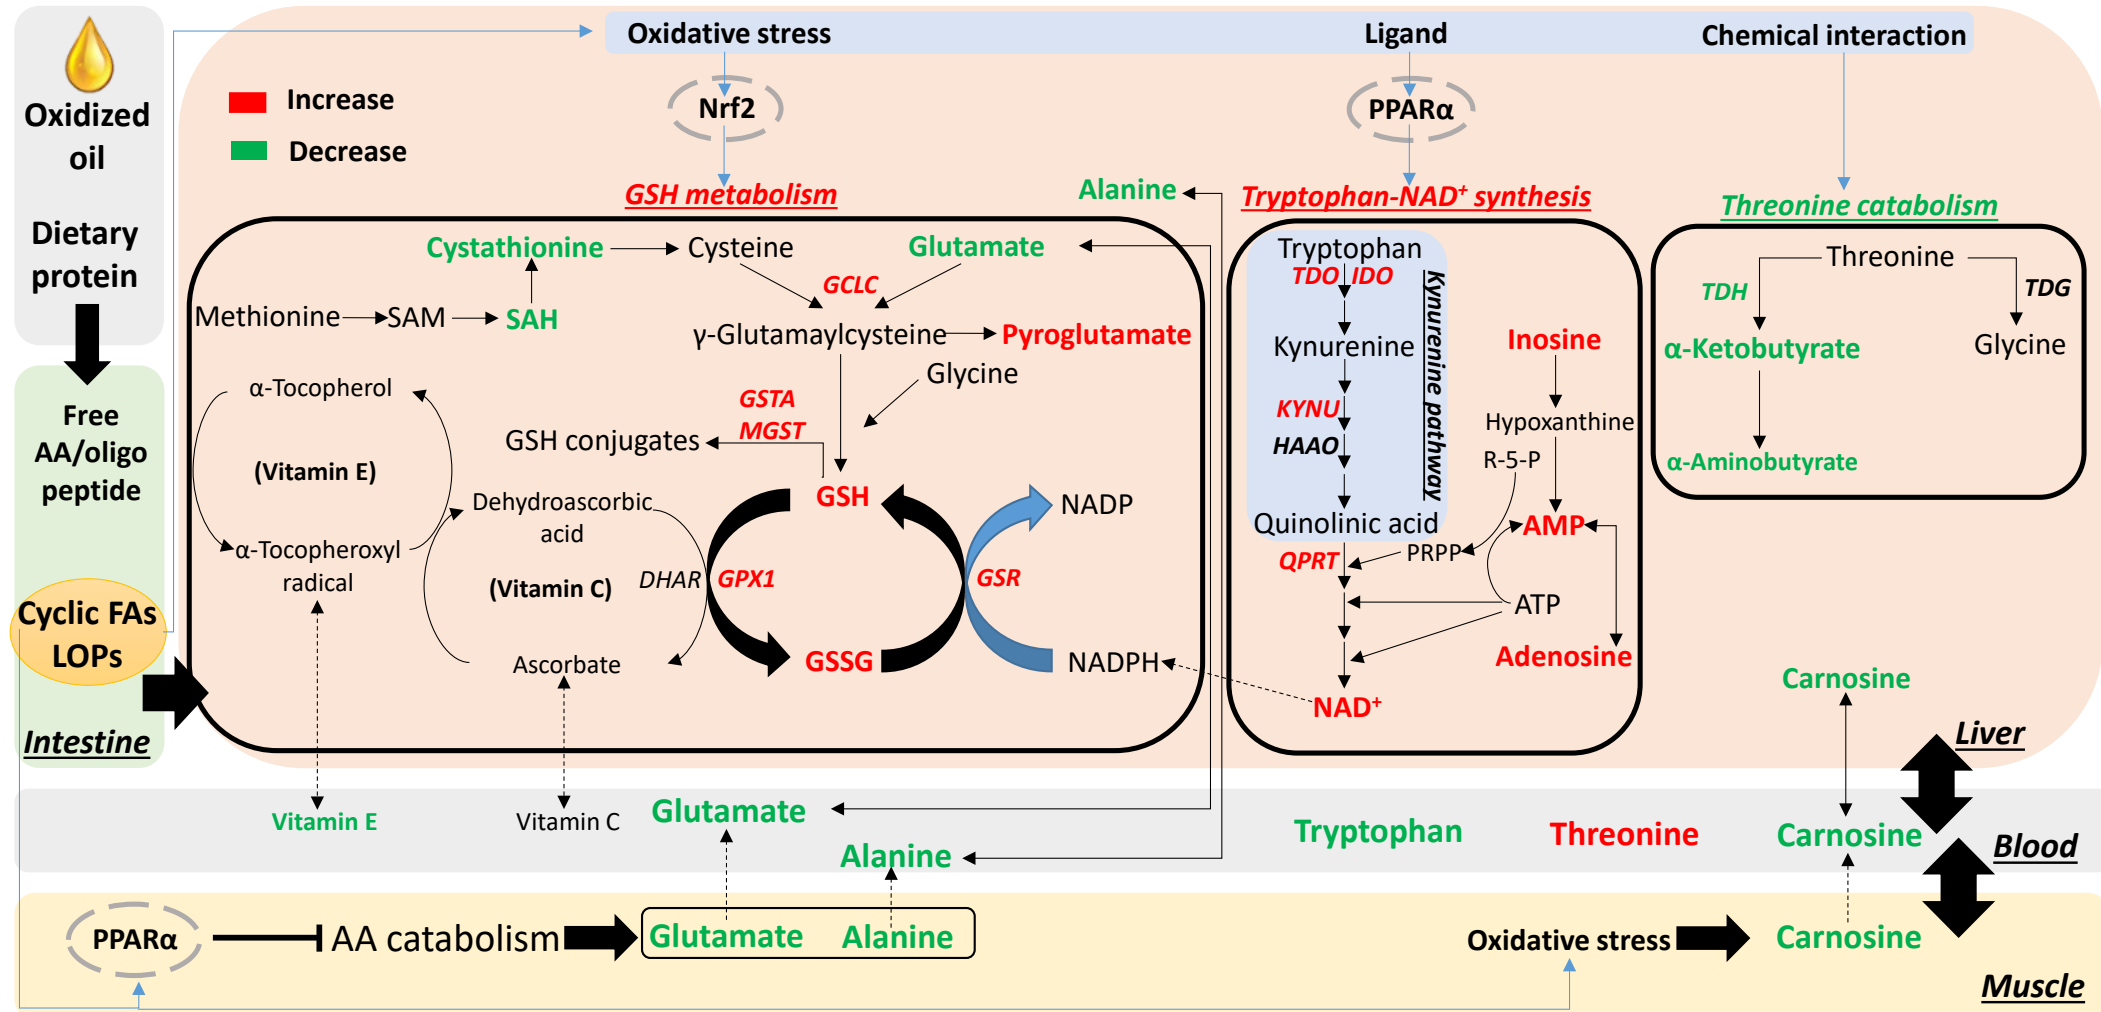 Oxidized
oil
Dietary
protein
Free
AA/oligo
peptide
Cyclic FAs
LOPs
Intestine
Oxidative stress
Ligand
Chemical interaction
Increase
Decrease
Nrf2
PPARα
GSH metabolism
Alanine
Tryptophan-NAD⁺ synthesis
Threonine catabolism
Cystathionine
Cysteine
Glutamate
GCLC
Methionine
SAM
SAH
γ-Glutamaylcysteine
Pyroglutamate
Glycine
α-Tocopherol
GSTA
MGST
GSH conjugates
(Vitamin E)
GSH
Dehydroascorbic
acid
NADP
α-Tocopheroxyl
radical
(Vitamin C)
DHAR
GPX1
GSR
Ascorbate
GSSG
NADPH
Tryptophan
TDO IDO
Kynurenine
Kynurenine pathway
KYNU
HAAO
Quinolinic acid
QPRT
NAD⁺
Inosine
Hypoxanthine
R-5-P
AMP
PRPP
ATP
Adenosine
Threonine
TDH
TDG
α-Ketobutyrate
Glycine
α-Aminobutyrate
Carnosine
Liver
Vitamin E
Vitamin C
Glutamate
Alanine
Tryptophan
Threonine
Carnosine
Blood
PPARα
AA catabolism
Glutamate
Alanine
Oxidative stress
Carnosine
Muscle